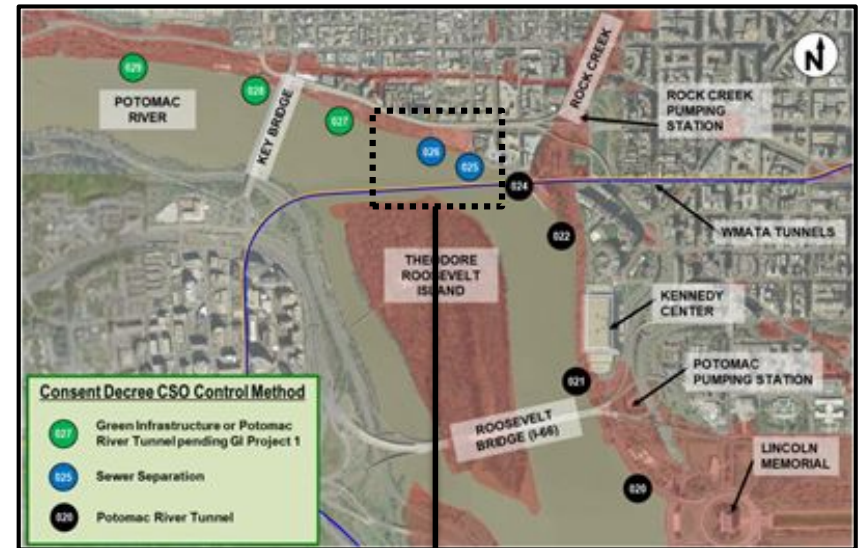 N
029
POTOMAC
RIVER
028
KEY BRIDGE
027
026
025
024
022
ROCK CREEK
ROCK CREEK
PUMPING
STATION
WMATA TUNNELS
THEODORE
ROOSEVELT
ISLAND
KENNEDY
CENTER
021
POTOMAC
PUMPING STATION
ROOSEVELT
BRIDGE (I-66)
LINCOLN
MEMORIAL
020
Consent Decree CSO Control Method
027
Green Infrastructure or Potomac
River Tunnel pending GI Project 1
025
Sewer Separation
020
Potomac River Tunnel